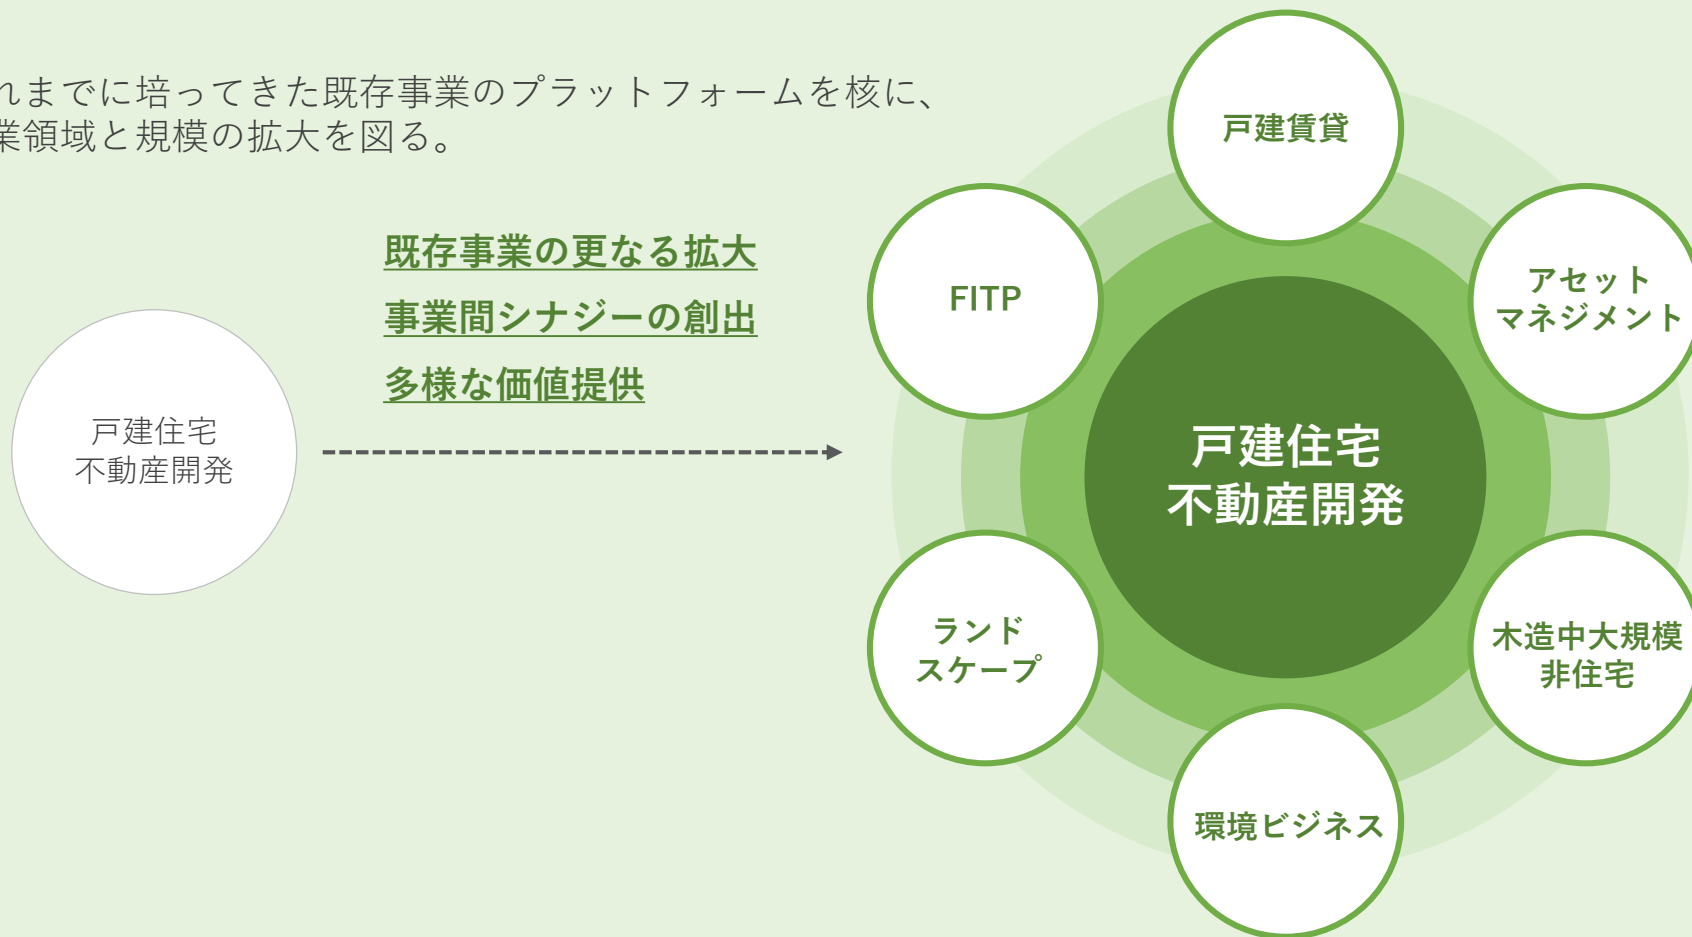 れまでに培ってきた既存事業のプラットフォームを核に、
業領域と規模の拡大を図る。
既存事業の更なる拡大
事業間シナジーの創出
多様な価値提供
戸建住宅
不動産開発
戸建賃貸
FITP
アセット
マネジメント
戸建住宅
不動産開発
ランド
スケープ
木造中大規模
非住宅
環境ビジネス